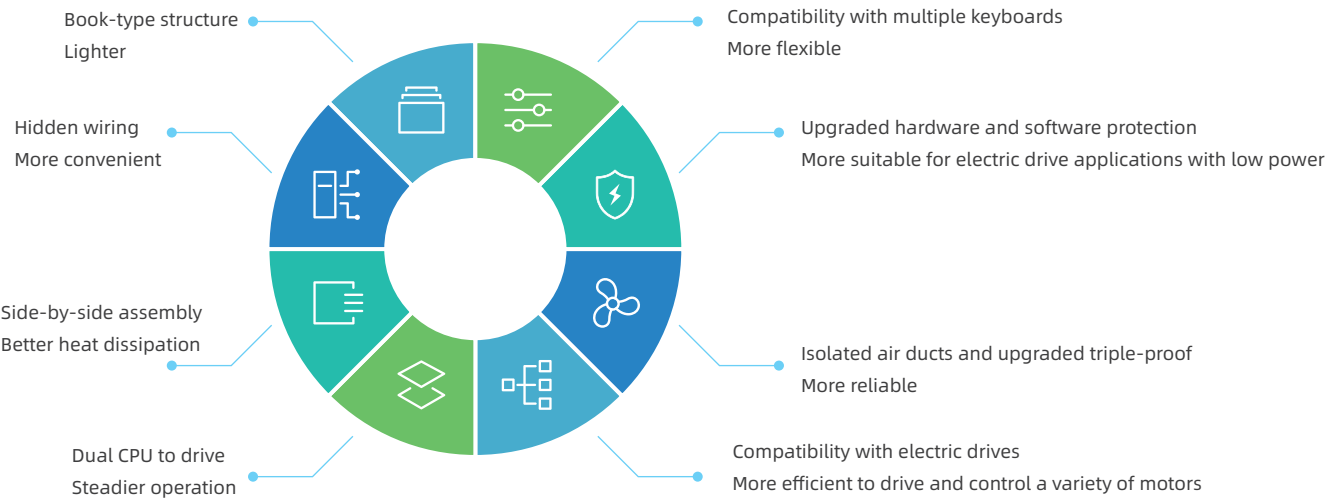 Book-type structure
Lighter
Compatibility with multiple keyboards
More flexible
Hidden wiring
More convenient
Upgraded hardware and software protection
More suitable for electric drive applications with low power
Side-by-side assembly
Better heat dissipation
Isolated air ducts and upgraded triple-proof
More reliable
Dual CPU to drive
Steadier operation
Compatibility with electric drives
More efficient to drive and control a variety of motors